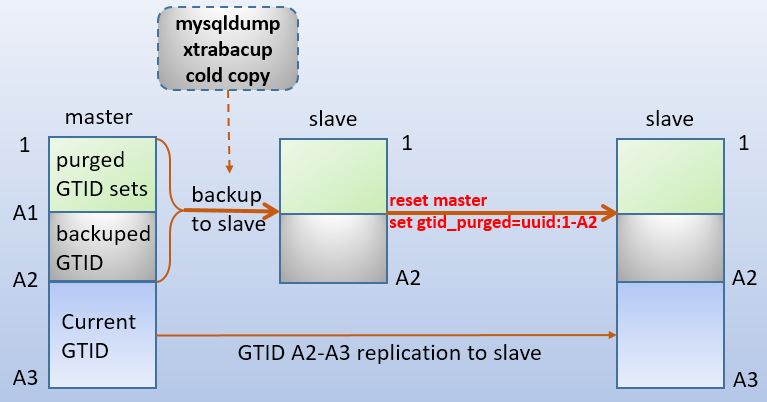 mysqldump
xtrabacup
cold copy
master
slave
slave
1
purged
GTID sets
A1
backuped
GTID
A2
Current
GTID
A3
backup
to slave
1
A2
reset master
set gtid_purged=uuid:1-A2
1
A2
A3
GTID A2-A3 replication to slave